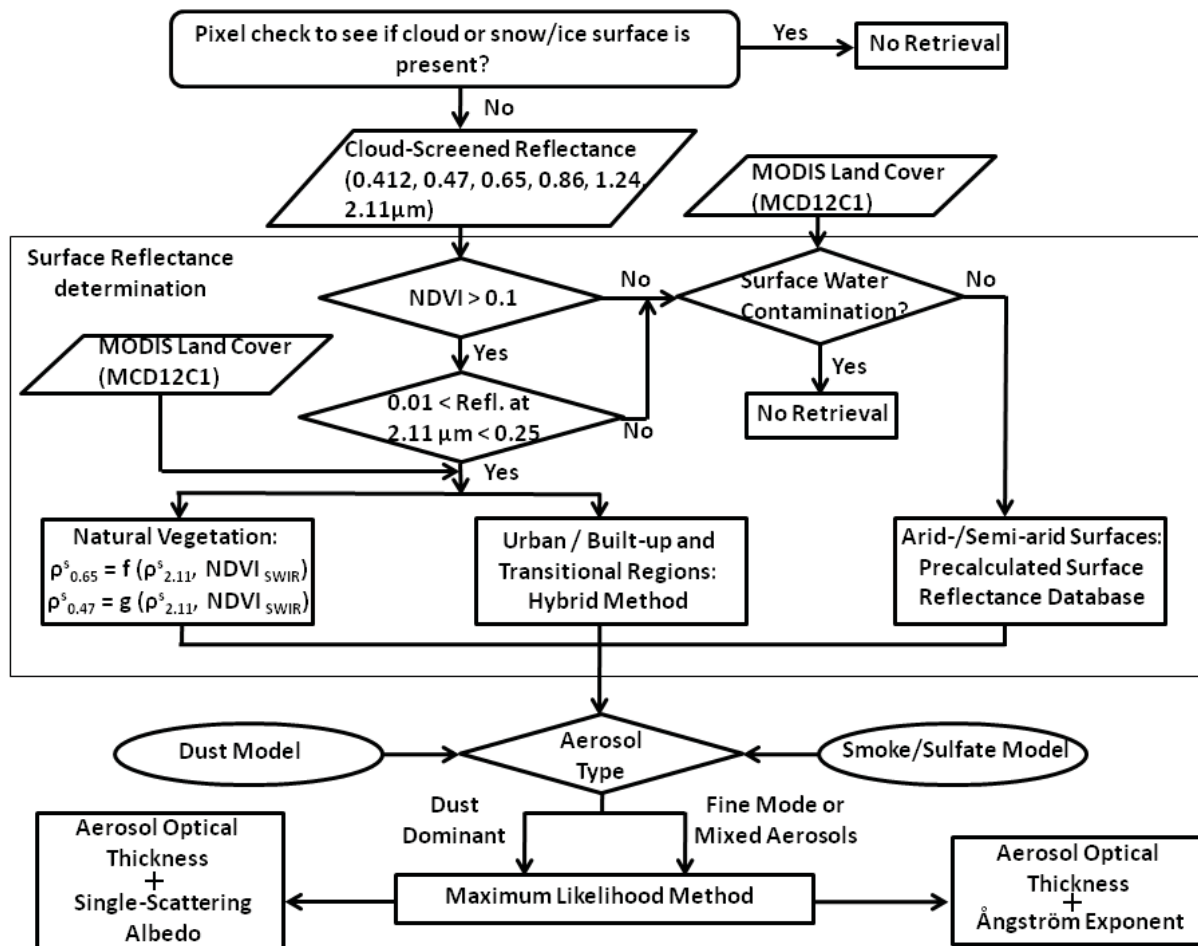 Pixel check to see if cloud or snow/ice surface is
present?
Yes
No Retrieval
No
Cloud-Screened Reflectance
(0.412, 0.47, 0.65, 0.86, 1.24,
2.11μm)
MODIS Land Cover
(MCD12C1)
Surface Reflectance
determination
NDVI > 0.1
No
Surface Water
Contamination?
No
MODIS Land Cover
(MCD12C1)
Yes
Yes
0.01 < Refl. at
2.11 μm < 0.25
No
No Retrieval
Yes
Natural Vegetation:
ρˢ₀.₆₅ = f (ρˢ₂.₁₁, NDVI SWIR)
ρˢ₀.₄₇ = g (ρˢ₂.₁₁, NDVI SWIR)
Urban / Built-up and
Transitional Regions:
Hybrid Method
Arid-/Semi-arid Surfaces:
Precalculated Surface
Reflectance Database
Dust Model
Aerosol
Type
Smoke/Sulfate Model
Dust
Dominant
Fine Mode or
Mixed Aerosols
Aerosol Optical
Thickness
+
Single-Scattering
Albedo
Maximum Likelihood Method
Aerosol Optical
Thickness
+
Ångström Exponent